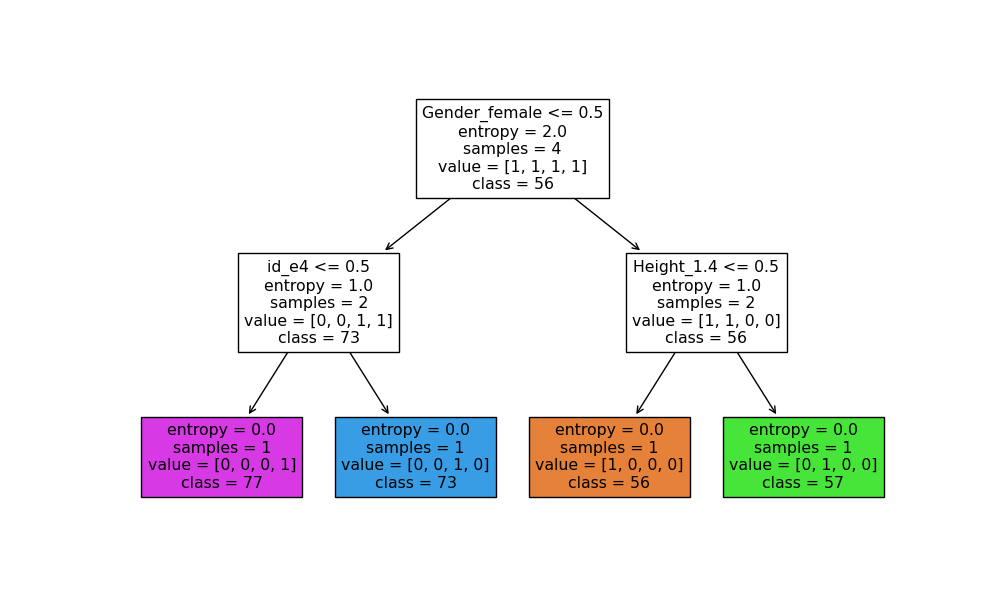 Gender_female <= 0.5
entropy = 2.0
samples = 4
value = [1, 1, 1, 1]
class = 56
id_e4 <= 0.5
entropy = 1.0
samples = 2
value = [0, 0, 1, 1]
class = 73
Height_1.4 <= 0.5
entropy = 1.0
samples = 2
value = [1, 1, 0, 0]
class = 56
entropy = 0.0
samples = 1
value = [0, 0, 0, 1]
class = 77
entropy = 0.0
samples = 1
value = [0, 0, 1, 0]
class = 73
entropy = 0.0
samples = 1
value = [1, 0, 0, 0]
class = 56
entropy = 0.0
samples = 1
value = [0, 1, 0, 0]
class = 57